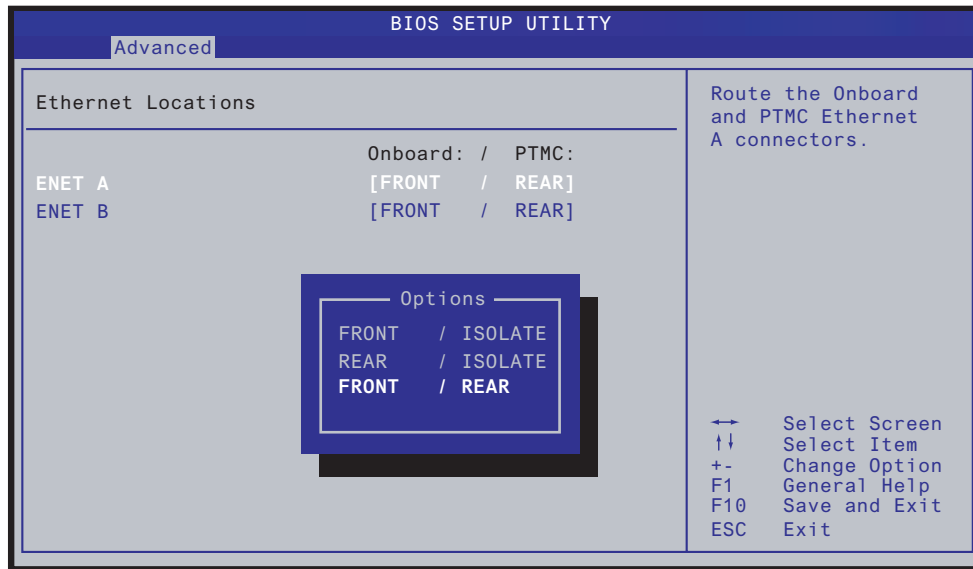 BIOS SETUP UTILITY
Advanced
Ethernet Locations
Onboard: / PTMC:
ENET A [FRONT / REAR]
ENET B [FRONT / REAR]
Options
FRONT / ISOLATE
REAR / ISOLATE
FRONT / REAR
Route the Onboard
and PTMC Ethernet
A connectors.
↔ Select Screen
↑↓ Select Item
+- Change Option
F1 General Help
F10 Save and Exit
ESC Exit